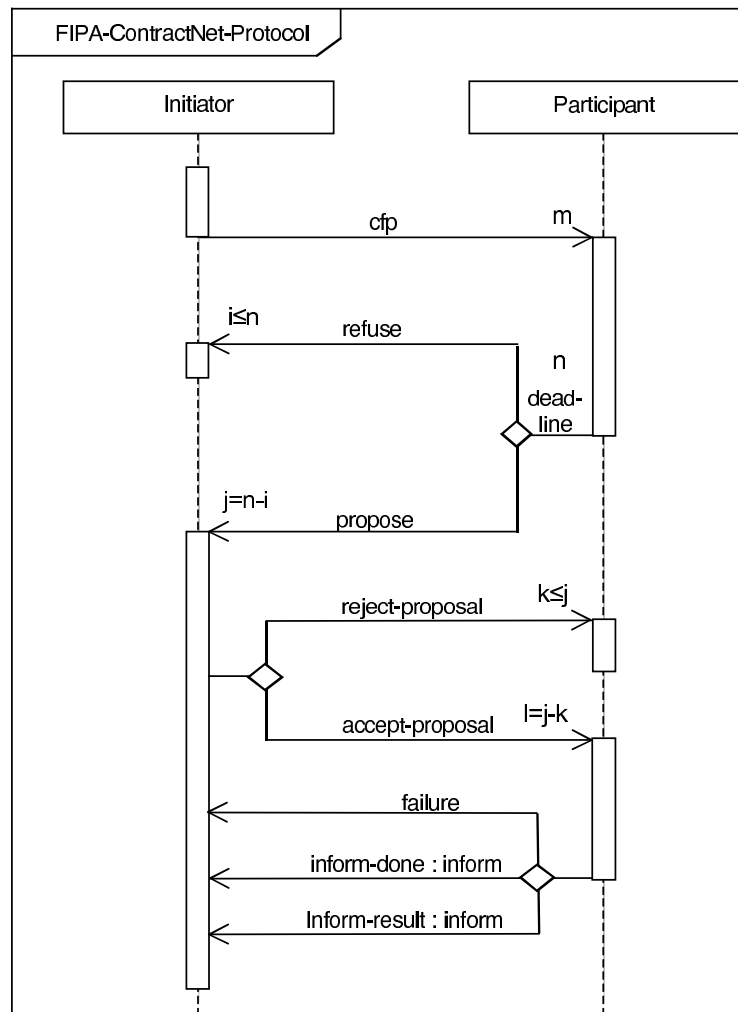 FIPA-ContractNet-Protocol
Initiator
Participant
cfp
m
i≤n
refuse
n
dead-
line
j=n-i
propose
reject-proposal
k≤j
accept-proposal
l=j-k
failure
inform-done : inform
Inform-result : inform